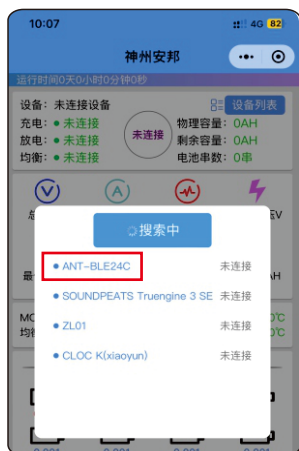 10:07
4G 82
神州安邦
运行时间0天0小时0分钟0秒
设备：未连接设备
设备列表
充电：●未连接
未连接
物理容量：0AH
放电：●未连接
剩余容量：0AH
均衡：●未连接
电池串数：0串
V
A
搜索中
● ANT-BLE24C 未连接
● SOUNDPEATS Truengine 3 SE 未连接
● ZL01 未连接
● CLOC K(xiaoyun) 未连接